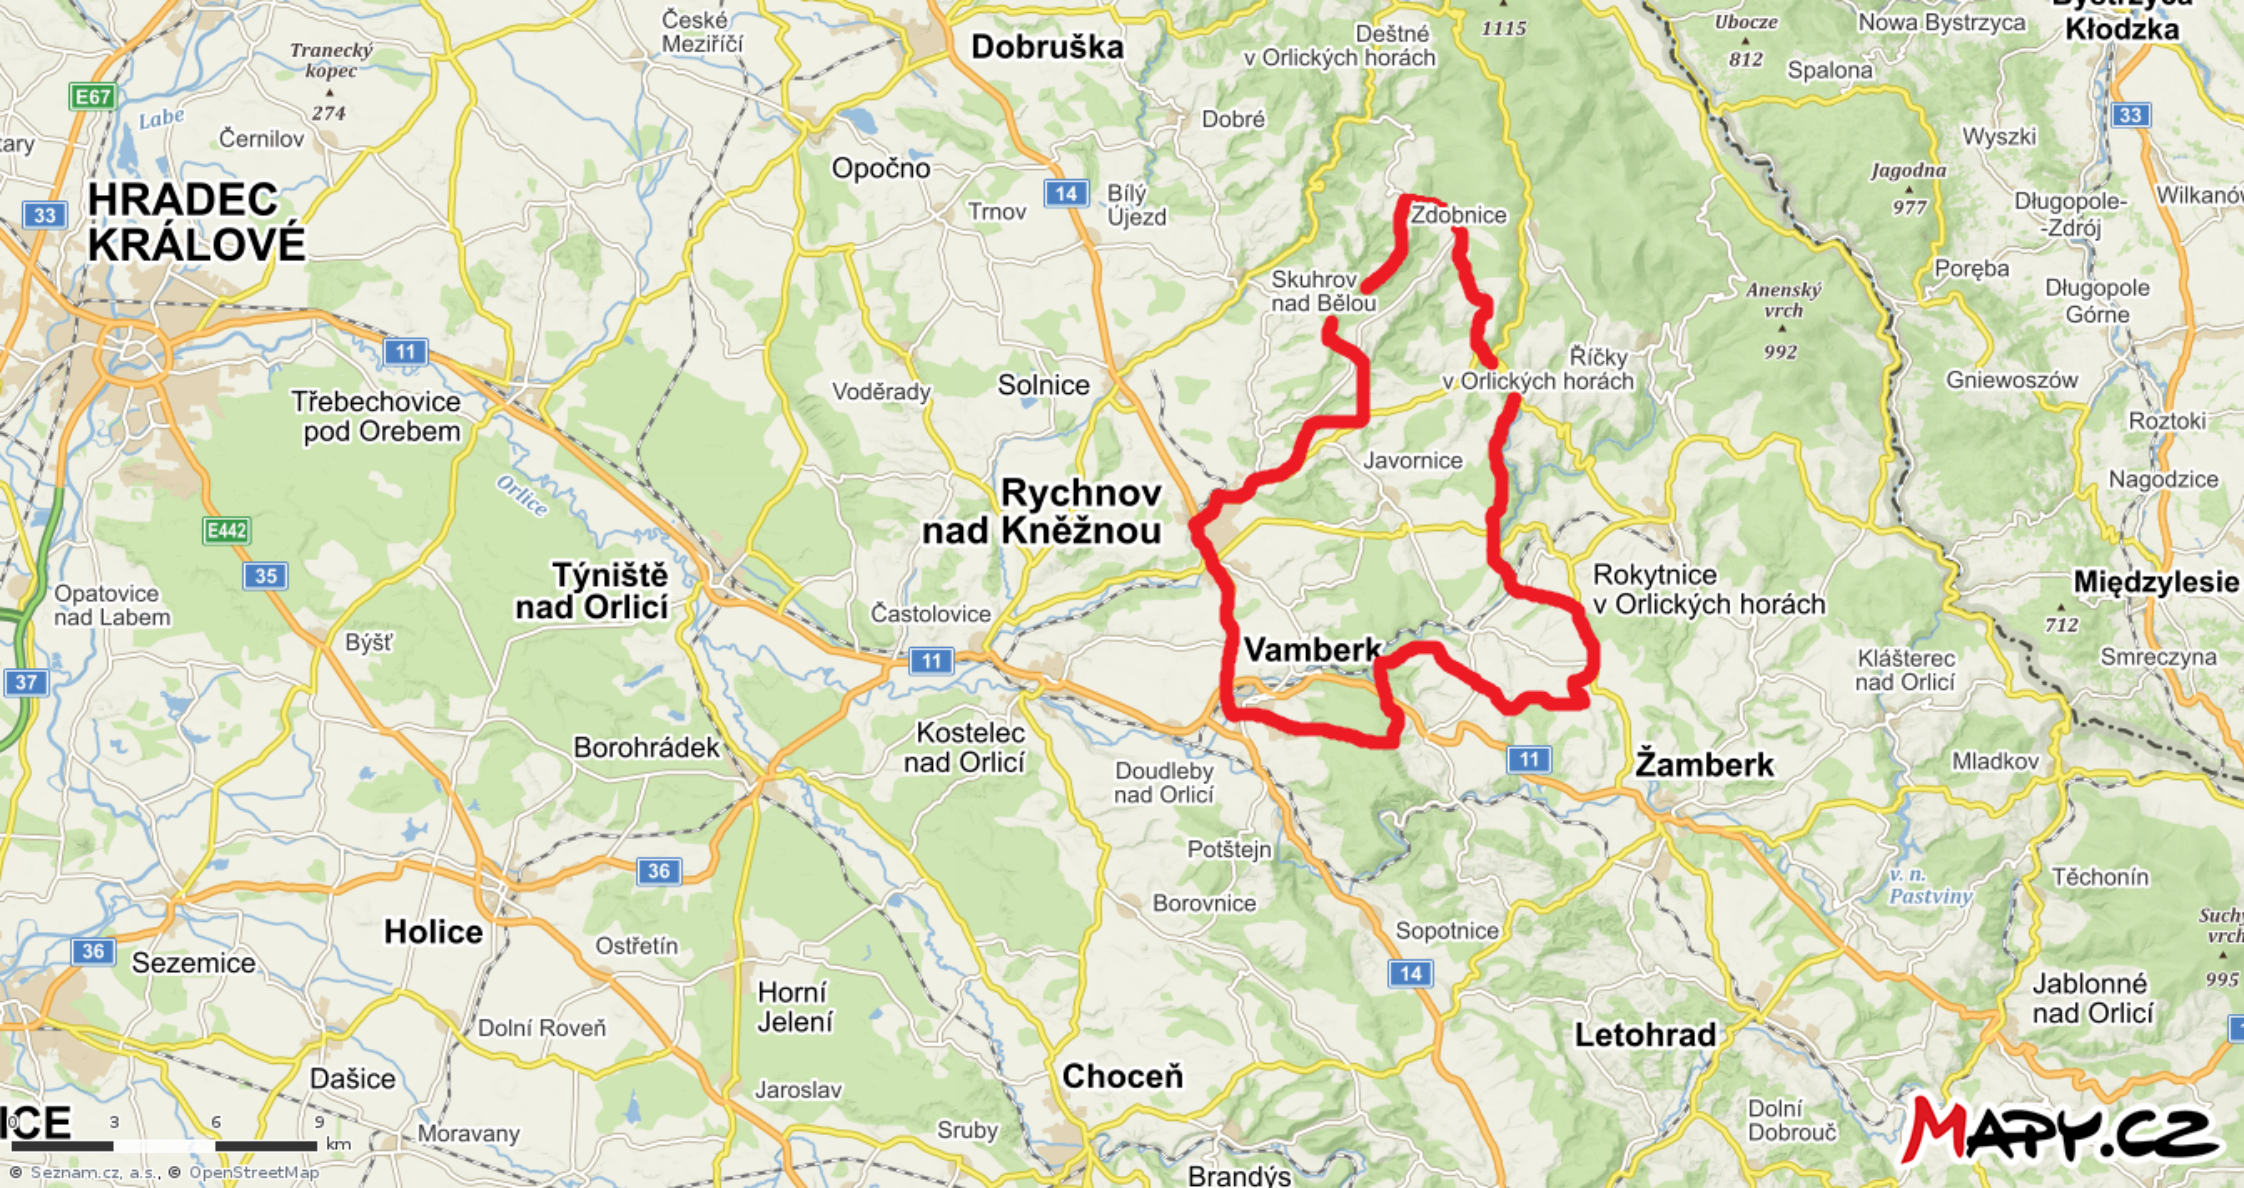 Bystrzyca
Kłodzka
České
Meziříčí
Dobruška
Deštné
v Orlických horách
1115
Ubocze
812
Nowa Bystrzyca
Spalona
Tranecký
kopec
274
E67
Labe
Černilov
Dobré
33
Wyszki
Opočno
14
Bílý
Újezd
Trnov
Jagodna
977
Długopole-
-Zdrój
Wilkanów
HRADEC
KRÁLOVÉ
33
Zdobnice
Poręba
Skuhrov
nad Bělou
Anenský
vrch
992
Długopole
Górne
11
Říčky
v Orlických horách
Solnice
Voděrady
Gniewoszów
Třebechovice
pod Orebem
Roztoki
Javornice
Nagodzice
Orlice
Rychnov
nad Kněžnou
E442
35
Týniště
nad Orlicí
Rokytnice
v Orlických horách
Międzylesie
Opatovice
nad Labem
Častolovice
712
Býšť
Vamberk
11
Smreczyna
Klášterec
nad Orlicí
37
Borohrádek
Kostelec
nad Orlicí
Doudleby
nad Orlicí
11
Žamberk
Mladkov
Potštejn
36
v. n.
Pastviny
Těchonín
Borovnice
Holice
Ostřetín
Sopotnice
Suchý
vrch
995
36
Sezemice
14
Horní
Jelení
Jablonné
nad Orlicí
Dolní Roveň
Letohrad
Dašice
Choceň
Jaroslav
Dolní
Dobrouč
ICE
0 3 6 9 km
Moravany
Sruby
MAPY.CZ
© Seznam.cz, a.s., © OpenStreetMap
Brandýs